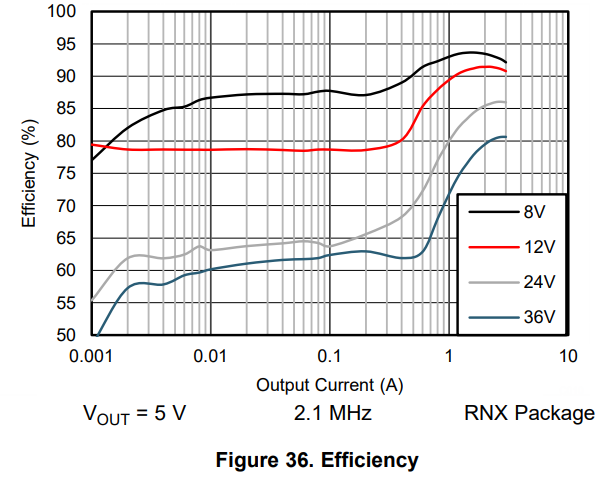 100
95
90
85
80
75
70
65
60
55
50
Efficiency (%)
8V
12V
24V
36V
0.001 0.01 0.1 1 10
Output Current (A)
VOUT = 5 V 2.1 MHz RNX Package
Figure 36. Efficiency